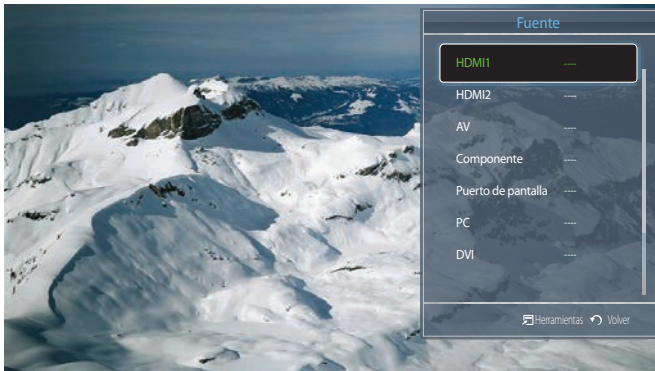 Fuente
HDMI1 ----
HDMI2 ----
AV ----
Componente ----
Puerto de pantalla ----
PC ----
DVI ----
Herramientas Volver